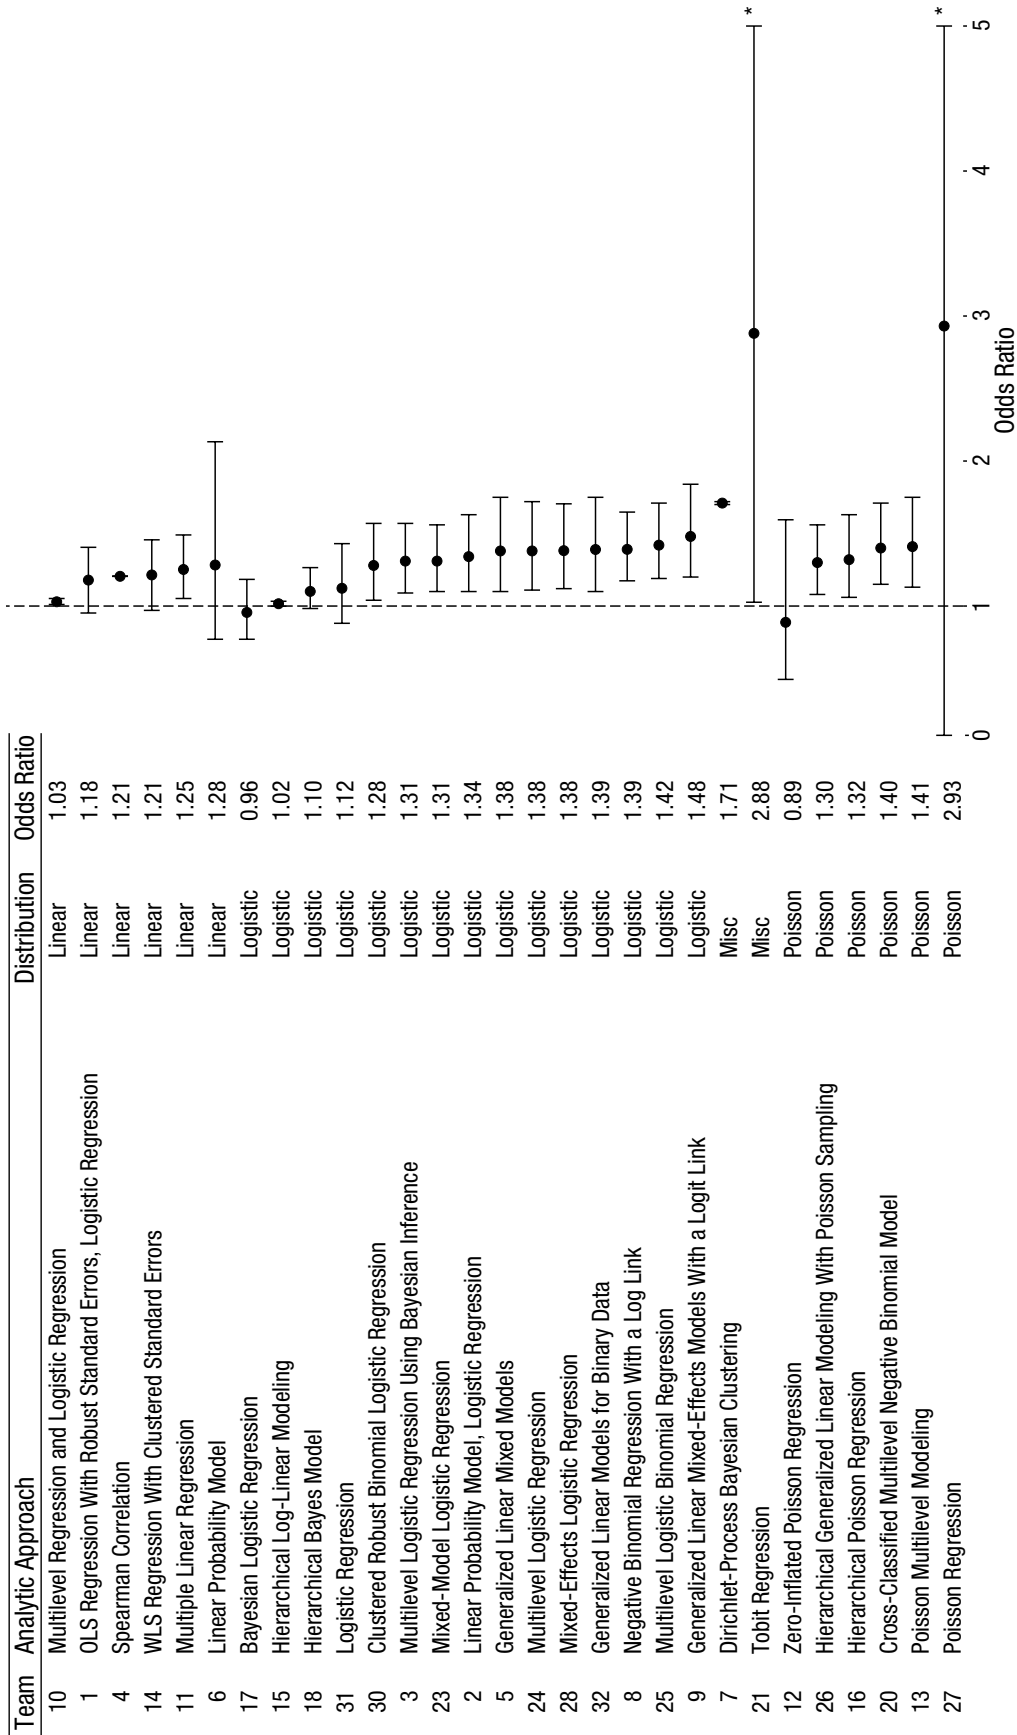 Team Analytic Approach Distribution Odds Ratio
10 Multilevel Regression and Logistic Regression Linear 1.03
1 OLS Regression With Robust Standard Errors, Logistic Regression Linear 1.18
4 Spearman Correlation Linear 1.21
14 WLS Regression With Clustered Standard Errors Linear 1.21
11 Multiple Linear Regression Linear 1.25
6 Linear Probability Model Linear 1.28
17 Bayesian Logistic Regression Logistic 0.96
15 Hierarchical Log-Linear Modeling Logistic 1.02
18 Hierarchical Bayes Model Logistic 1.10
31 Logistic Regression Logistic 1.12
30 Clustered Robust Binomial Logistic Regression Logistic 1.28
3 Multilevel Logistic Regression Using Bayesian Inference Logistic 1.31
23 Mixed-Model Logistic Regression Logistic 1.31
2 Linear Probability Model, Logistic Regression Logistic 1.34
5 Generalized Linear Mixed Models Logistic 1.38
24 Multilevel Logistic Regression Logistic 1.38
28 Mixed-Effects Logistic Regression Logistic 1.38
32 Generalized Linear Models for Binary Data Logistic 1.39
8 Negative Binomial Regression With a Log Link Logistic 1.39
25 Multilevel Logistic Binomial Regression Logistic 1.42
9 Generalized Linear Mixed-Effects Models With a Logit Link Logistic 1.48
7 Dirichlet-Process Bayesian Clustering Misc 1.71
21 Tobit Regression Misc 2.88 *
12 Zero-Inflated Poisson Regression Poisson 0.89
26 Hierarchical Generalized Linear Modeling With Poisson Sampling Poisson 1.30
16 Hierarchical Poisson Regression Poisson 1.32
20 Cross-Classified Multilevel Negative Binomial Model Poisson 1.40
13 Poisson Multilevel Modeling Poisson 1.41
27 Poisson Regression Poisson 2.93 *
0 1 2 3 4 5
Odds Ratio